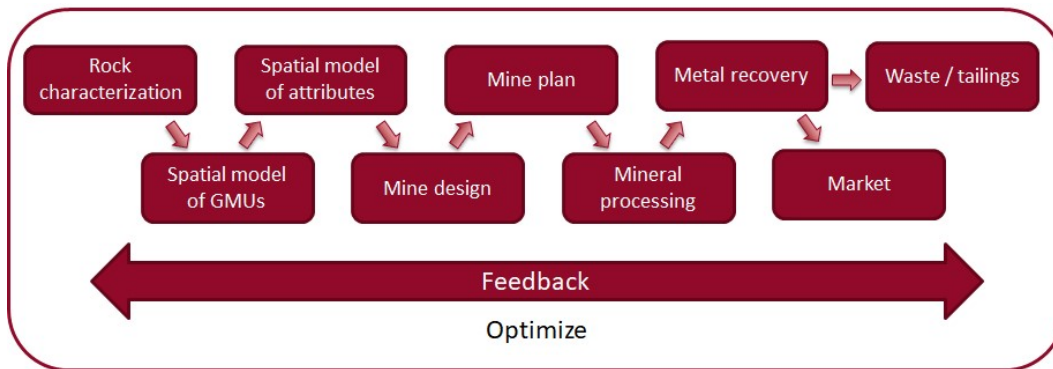 Rock
characterization
Spatial model
of GMUs
Spatial model
of attributes
Mine design
Mine plan
Mineral
processing
Metal recovery
Waste / tailings
Market
Feedback
Optimize